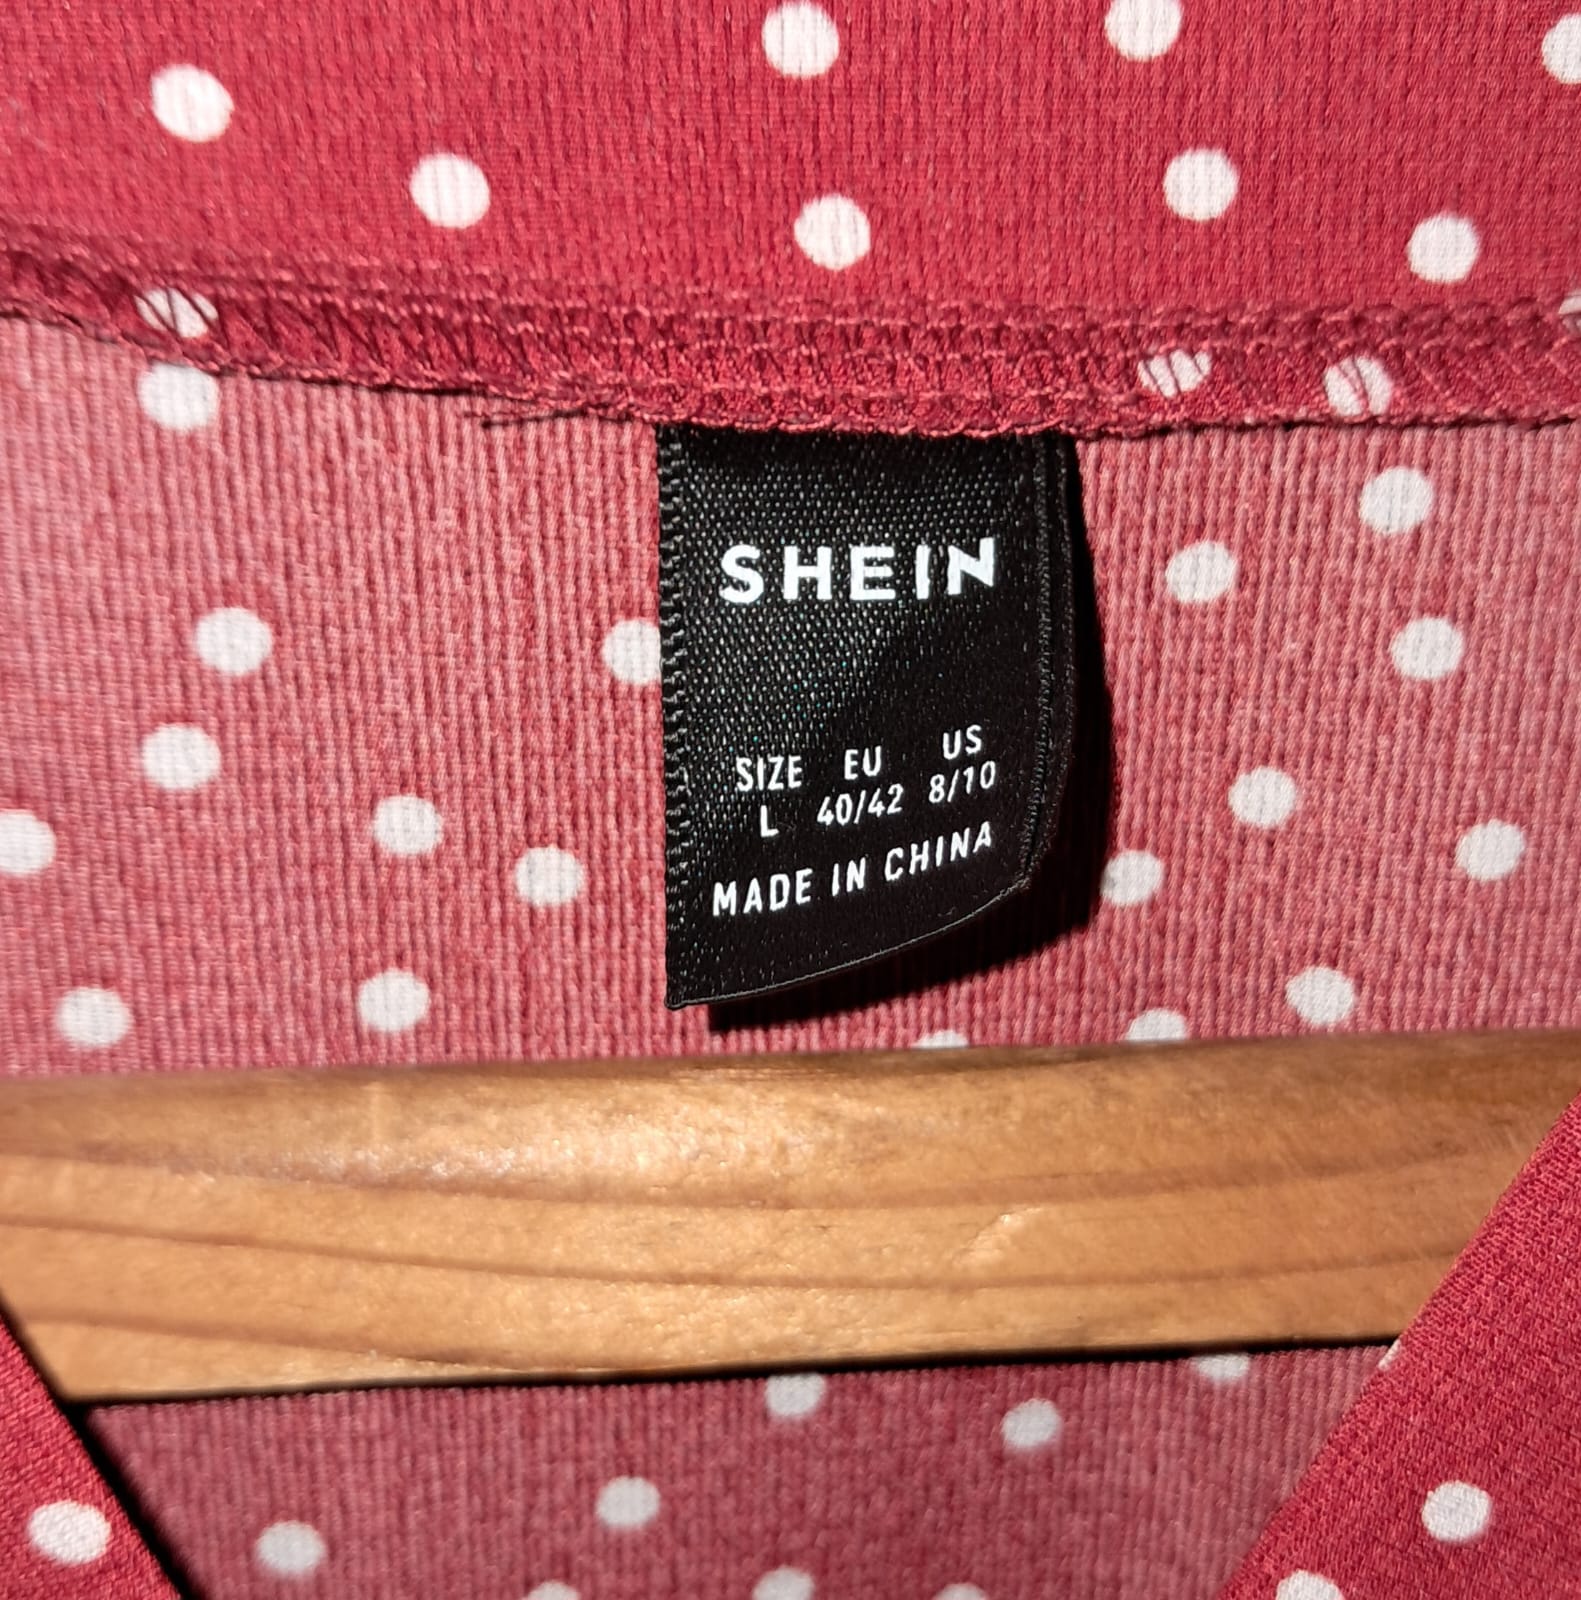 SHEIN
SIZE EU US
L 40/42 8/10
MADE IN CHINA